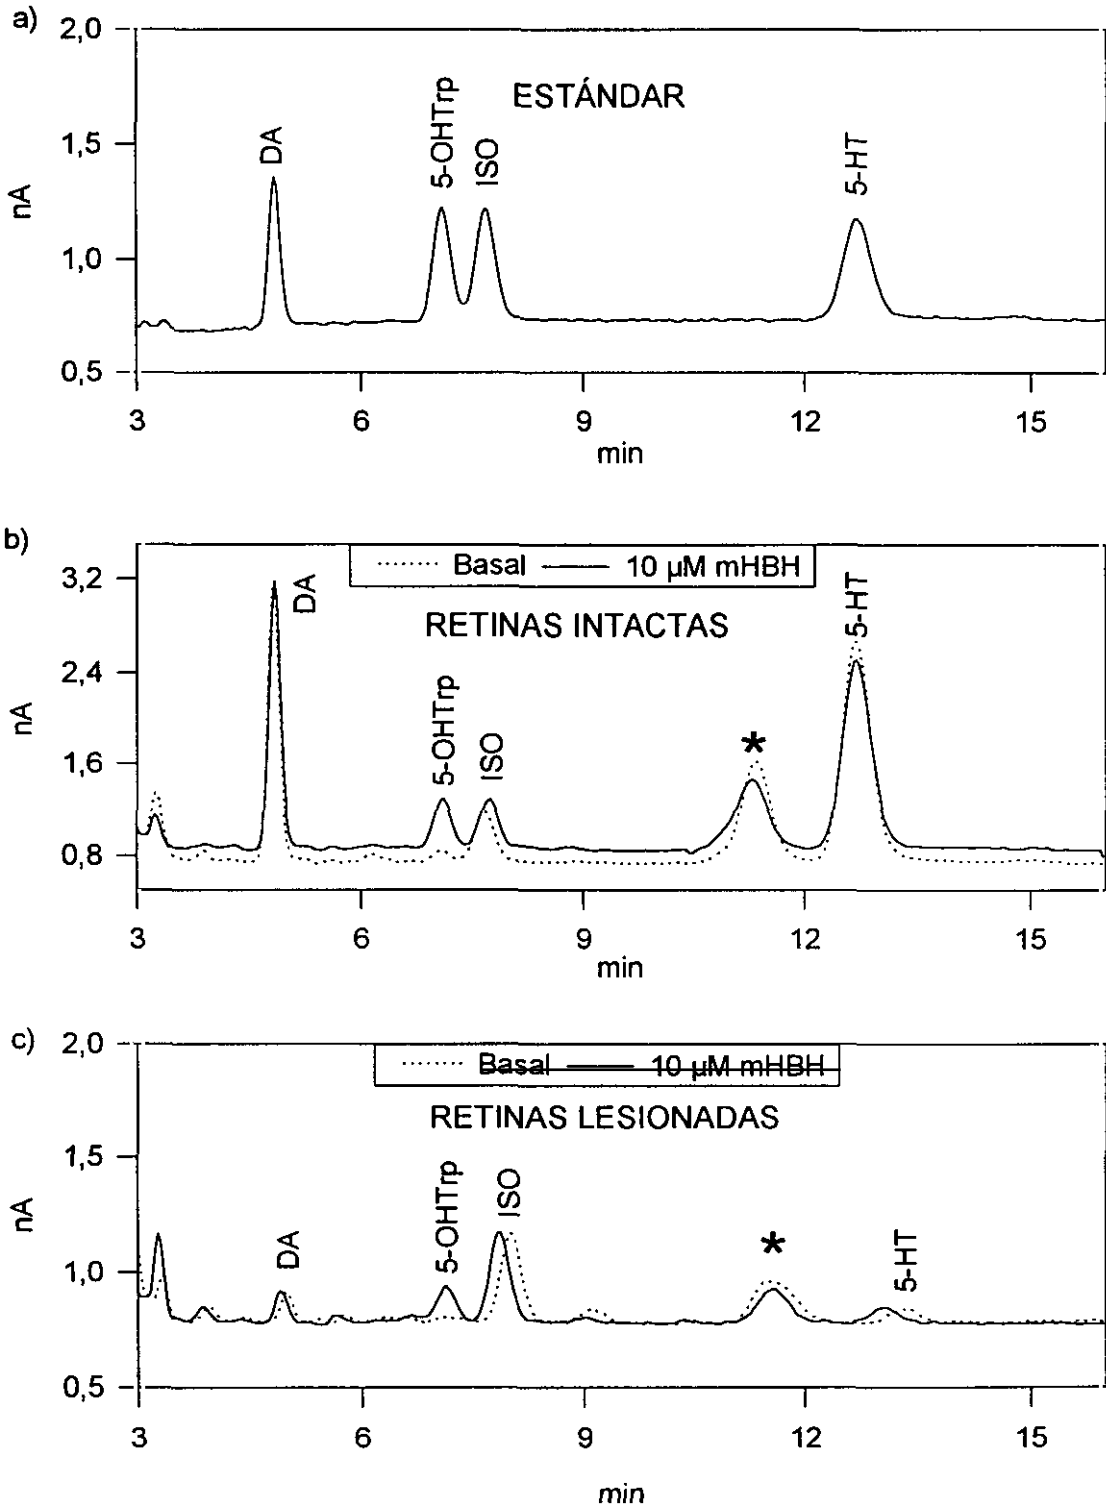 a)
2,0
1,5
1,0
0,5
nA
ESTÁNDAR
DA
5-OHTrp
ISO
5-HT
3 6 9 12 15
min
b)
3,2
2,4
1,6
0,8
nA
Basal 10 µM mHBH
RETINAS INTACTAS
DA
5-OHTrp
ISO
*
5-HT
3 6 9 12 15
min
c)
2,0
1,5
1,0
0,5
nA
Basal 10 µM mHBH
RETINAS LESIONADAS
DA
5-OHTrp
ISO
*
5-HT
3 6 9 12 15
min